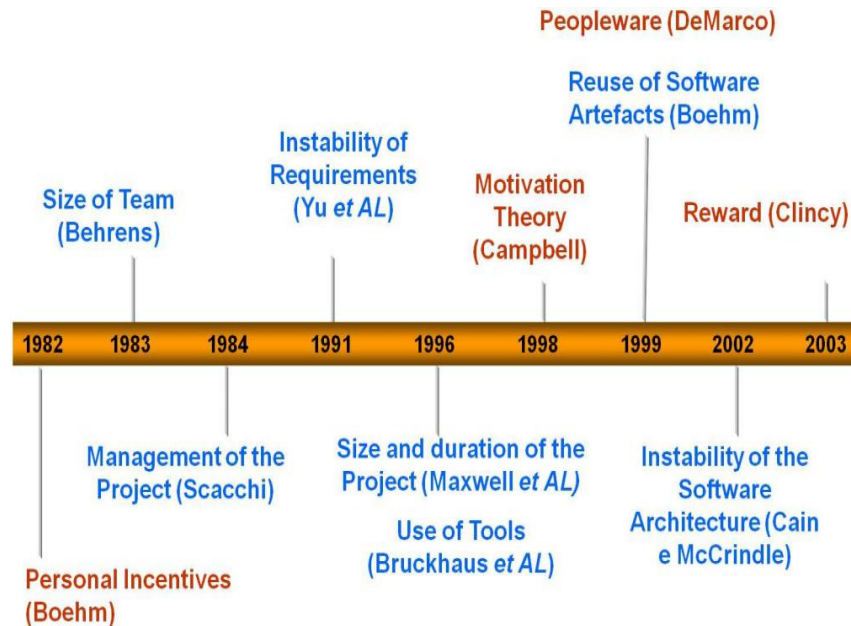 Peopleware (DeMarco)
Reuse of Software
Artefacts (Boehm)
Instability of
Requirements
(Yu et AL)
Motivation
Theory
(Campbell)
Size of Team
(Behrens)
Reward (Clincy)
1982 1983 1984 1991 1996 1998 1999 2002 2003
Management of the
Project (Scacchi)
Size and duration of the
Project (Maxwell et AL)
Use of Tools
(Bruckhaus et AL)
Instability of the
Software
Architecture (Cain
e McCrindle)
Personal Incentives
(Boehm)